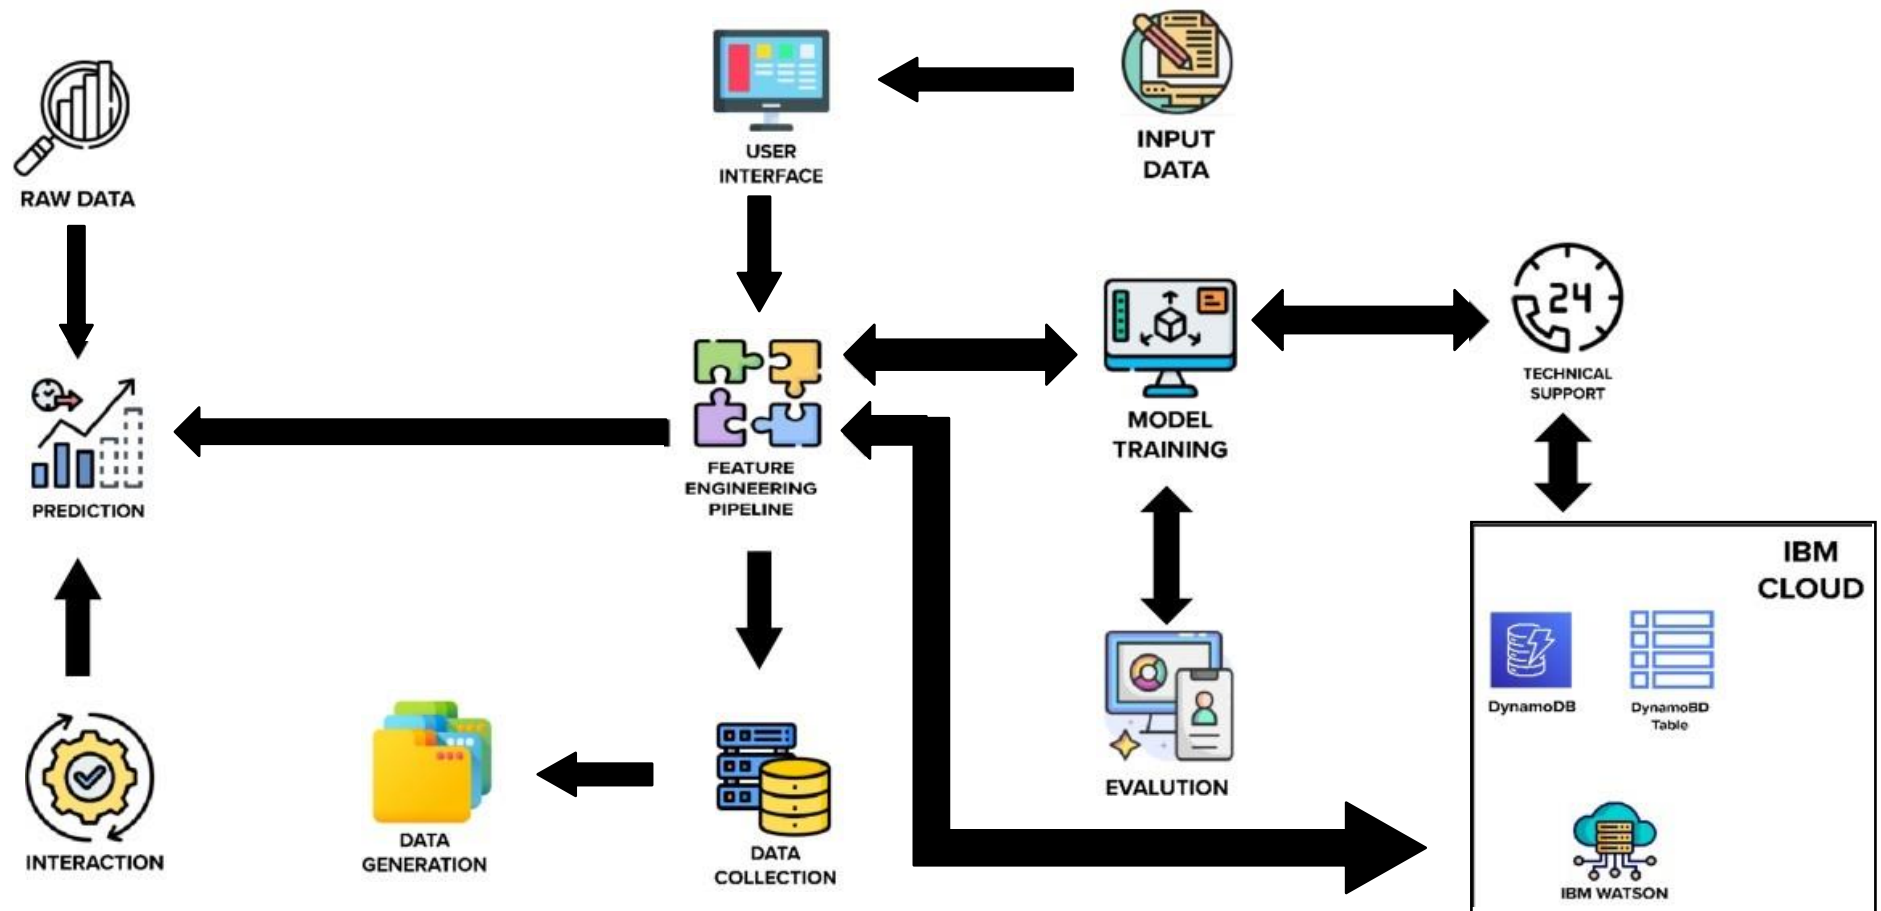 INPUT
DATA
USER
INTERFACE
RAW DATA
24
TECHNICAL
SUPPORT
MODEL
TRAINING
FEATURE
ENGINEERING
PIPELINE
PREDICTION
IBM
CLOUD
DynamoDB
DynamoBD
Table
EVALUTION
DATA
GENERATION
DATA
COLLECTION
INTERACTION
IBM WATSON